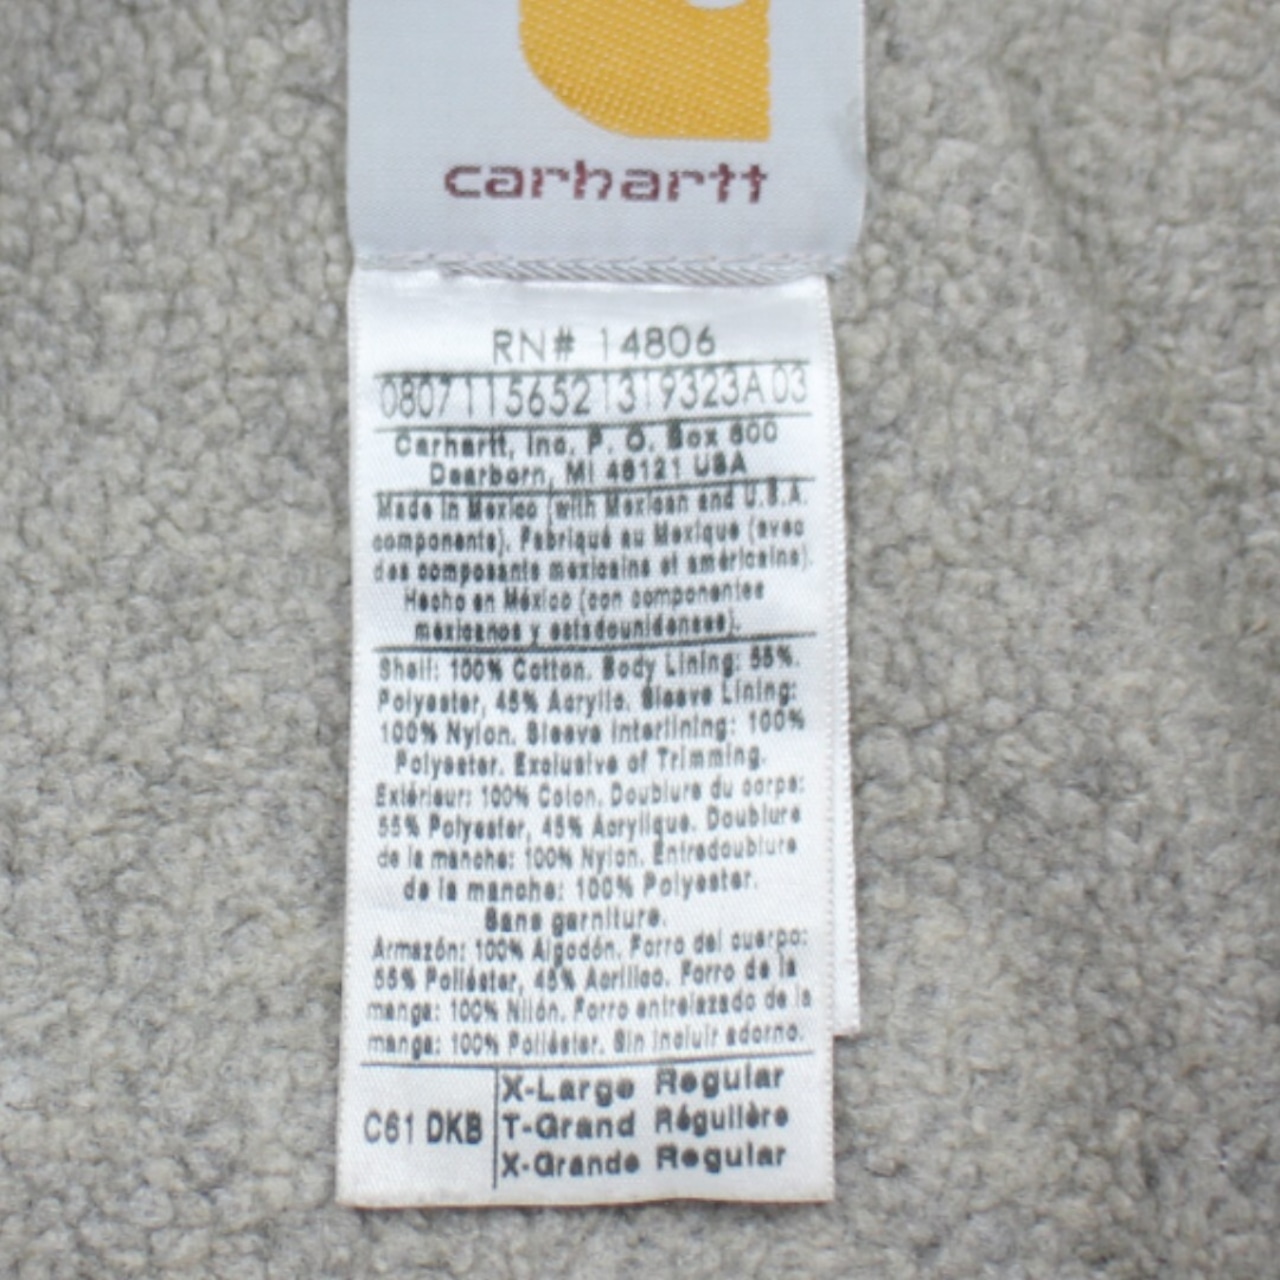 carhartt
RN# 14806
0807115652131932​3A03
Carhartt, Inc. P. O. Box 600
Dearborn, MI 48121 USA
Made in Mexico (with Mexican and U.S.A.
components). Fabriqué au Mexique (avec
des composants mexicains et américains).
Hecho en México (con componentes
mexicanos y estadounidenses).
Shell: 100% Cotton. Body Lining: 55%.
Polyester, 45% Acrylic. Sleeve Lining:
100% Nylon. Sleeve Interlining: 100%
Polyester. Exclusive of Trimming.
Extérieur: 100% Coton. Doublure du corps:
55% Polyester, 45% Acrylique. Doublure
de la manche: 100% Nylon. Entredoublure
de la manche: 100% Polyester.
Sans garniture.
Armazón: 100% Algodón. Forro del cuerpo:
55% Poliéster, 45% Acrílico. Forro de la
manga: 100% Nilón. Forro entrelazado de la
manga: 100% Poliéster. Sin incluir adorno.
C61 DKB
X-Large Regular
T-Grand Régulière
X-Grande Regular